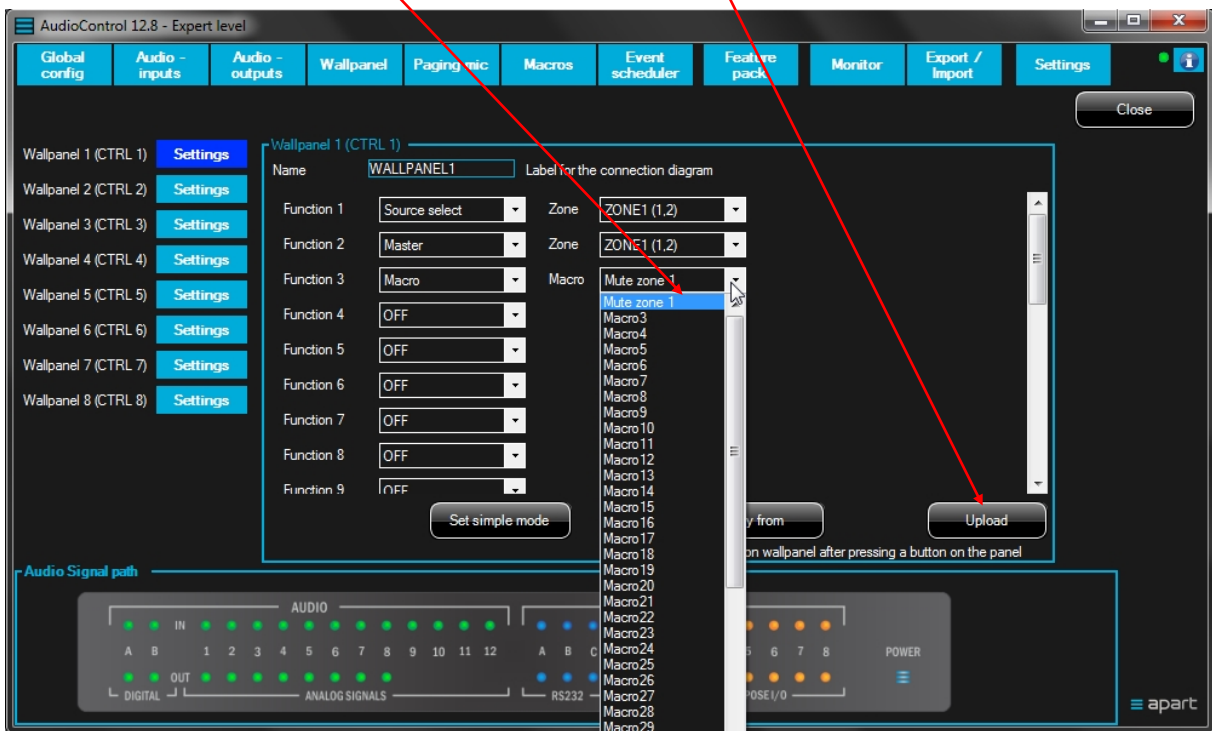 AudioControl 12.8 - Expert level
Global config
Audio - inputs
Audio - outputs
Wallpanel
Paging mic
Macros
Event scheduler
Feature pack
Monitor
Export / Import
Settings
Close
Wallpanel 1 (CTRL 1) Settings
Wallpanel 2 (CTRL 2) Settings
Wallpanel 3 (CTRL 3) Settings
Wallpanel 4 (CTRL 4) Settings
Wallpanel 5 (CTRL 5) Settings
Wallpanel 6 (CTRL 6) Settings
Wallpanel 7 (CTRL 7) Settings
Wallpanel 8 (CTRL 8) Settings
Wallpanel 1 (CTRL 1)
Name WALLPANEL1 Label for the connection diagram
Function 1 Source select Zone ZONE1 (1,2)
Function 2 Master Zone ZONE1 (1,2)
Function 3 Macro Macro Mute zone 1
Function 4 OFF
Function 5 OFF
Function 6 OFF
Function 7 OFF
Function 8 OFF
Function 9 OFF
Mute zone 1
Macro3
Macro4
Macro5
Macro6
Macro7
Macro8
Macro9
Macro10
Macro11
Macro12
Macro13
Macro14
Macro15
Macro16
Macro17
Macro18
Macro19
Macro20
Macro21
Macro22
Macro23
Macro24
Macro25
Macro26
Macro27
Macro28
Macro29
Set simple mode
y from
Upload
on wallpanel after pressing a button on the panel
Audio Signal path
AUDIO
IN
A B 1 2 3 4 5 6 7 8 9 10 11 12 A B C 5 6 7 8 POWER
OUT
DIGITAL ANALOG SIGNALS RS232 POSE I/O
apart